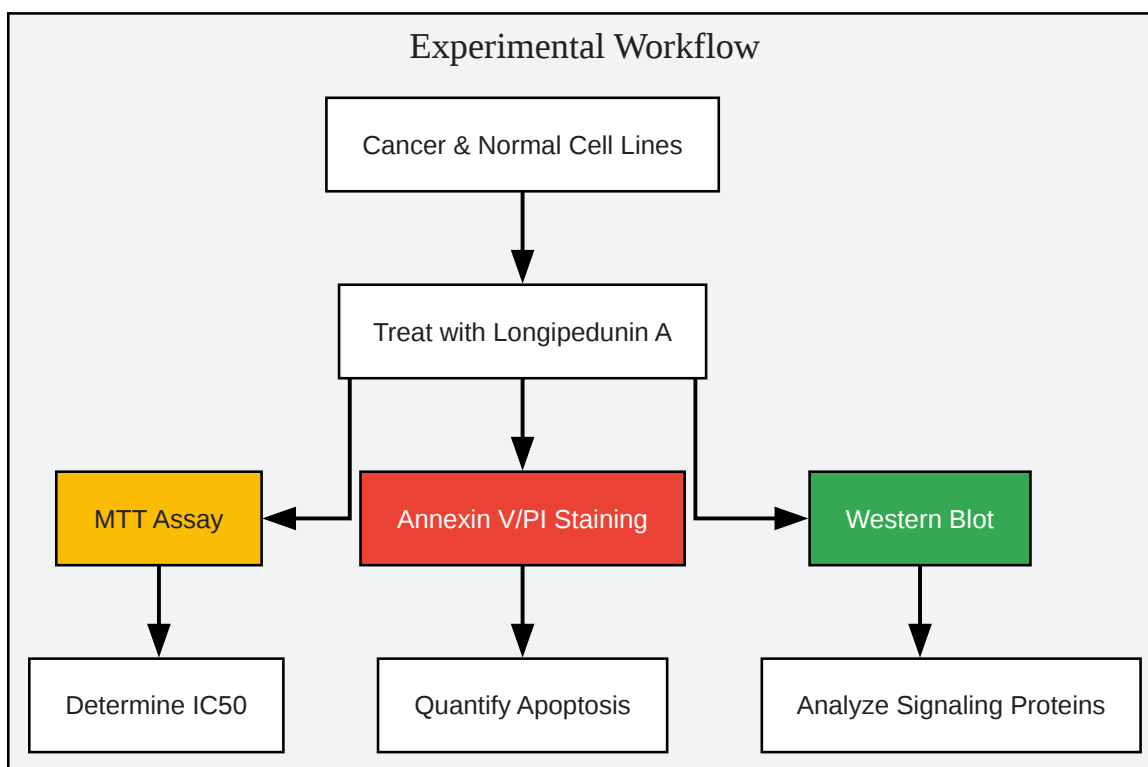 Experimental Workflow
Cancer & Normal Cell Lines
Treat with Longipedunin A
MTT Assay
Annexin V/PI Staining
Western Blot
Determine IC50
Quantify Apoptosis
Analyze Signaling Proteins